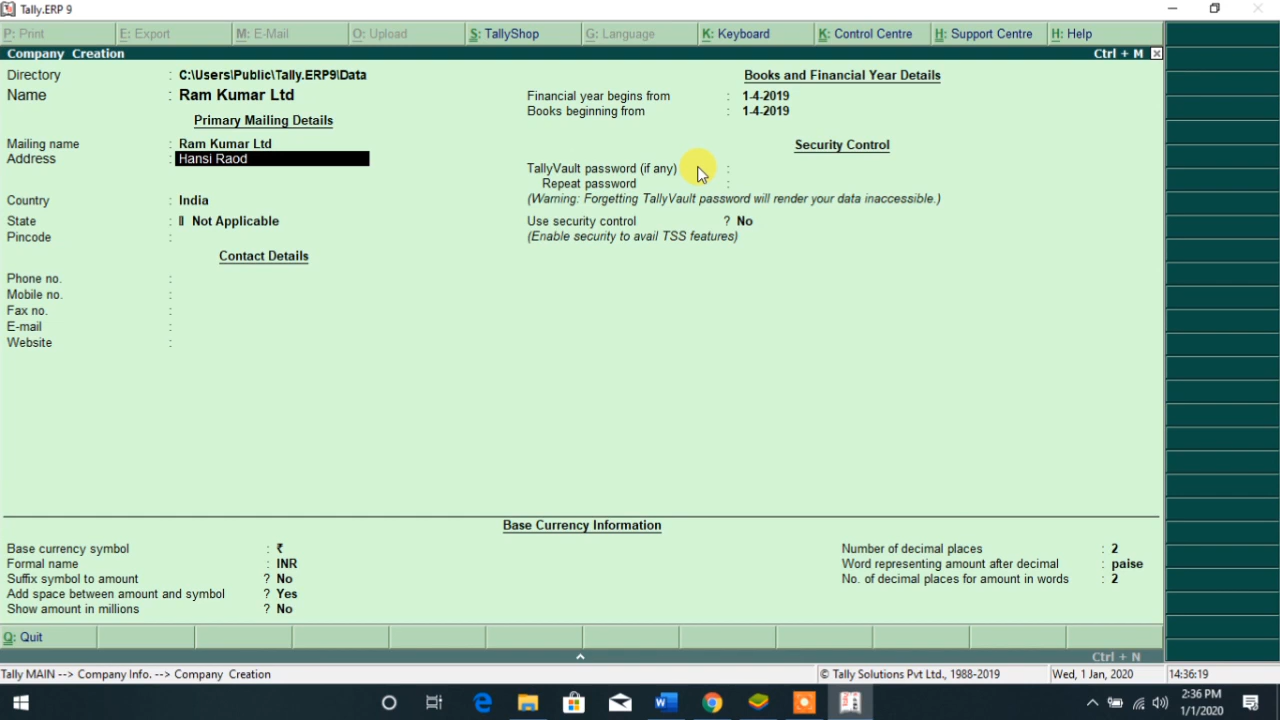 Tally.ERP 9
P: Print E: Export M: E-Mail O: Upload S: TallyShop G: Language K: Keyboard K: Control Centre H: Support Centre H: Help
Company Creation Ctrl + M
Directory : C:\Users\Public\Tally.ERP9\Data
Name : Ram Kumar Ltd
Primary Mailing Details
Mailing name : Ram Kumar Ltd
Address : Hansi Raod
Country : India
State : Not Applicable
Pincode :
Contact Details
Phone no. :
Mobile no. :
Fax no. :
E-mail :
Website :
Books and Financial Year Details
Financial year begins from : 1-4-2019
Books beginning from : 1-4-2019
Security Control
TallyVault password (if any) :
Repeat password :
(Warning: Forgetting TallyVault password will render your data inaccessible.)
Use security control ? No
(Enable security to avail TSS features)
Base Currency Information
Base currency symbol : ₹
Formal name : INR
Suffix symbol to amount ? No
Add space between amount and symbol ? Yes
Show amount in millions ? No
Number of decimal places : 2
Word representing amount after decimal : paise
No. of decimal places for amount in words : 2
Q: Quit
Ctrl + N
Tally MAIN --> Company Info. --> Company Creation © Tally Solutions Pvt Ltd., 1988-2019 Wed, 1 Jan, 2020 14:36:19
2:36 PM
1/1/2020